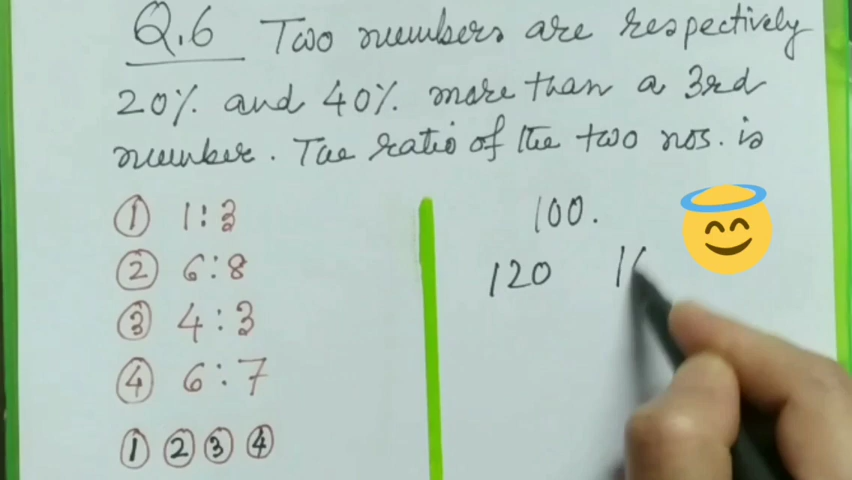 Q.6 Two numbers are respectively
20% and 40% more than a 3rd
number. The ratio of the two nos. is
① 1:3
② 6:8
③ 4:3
④ 6:7
① ② ③ ④
100.
120